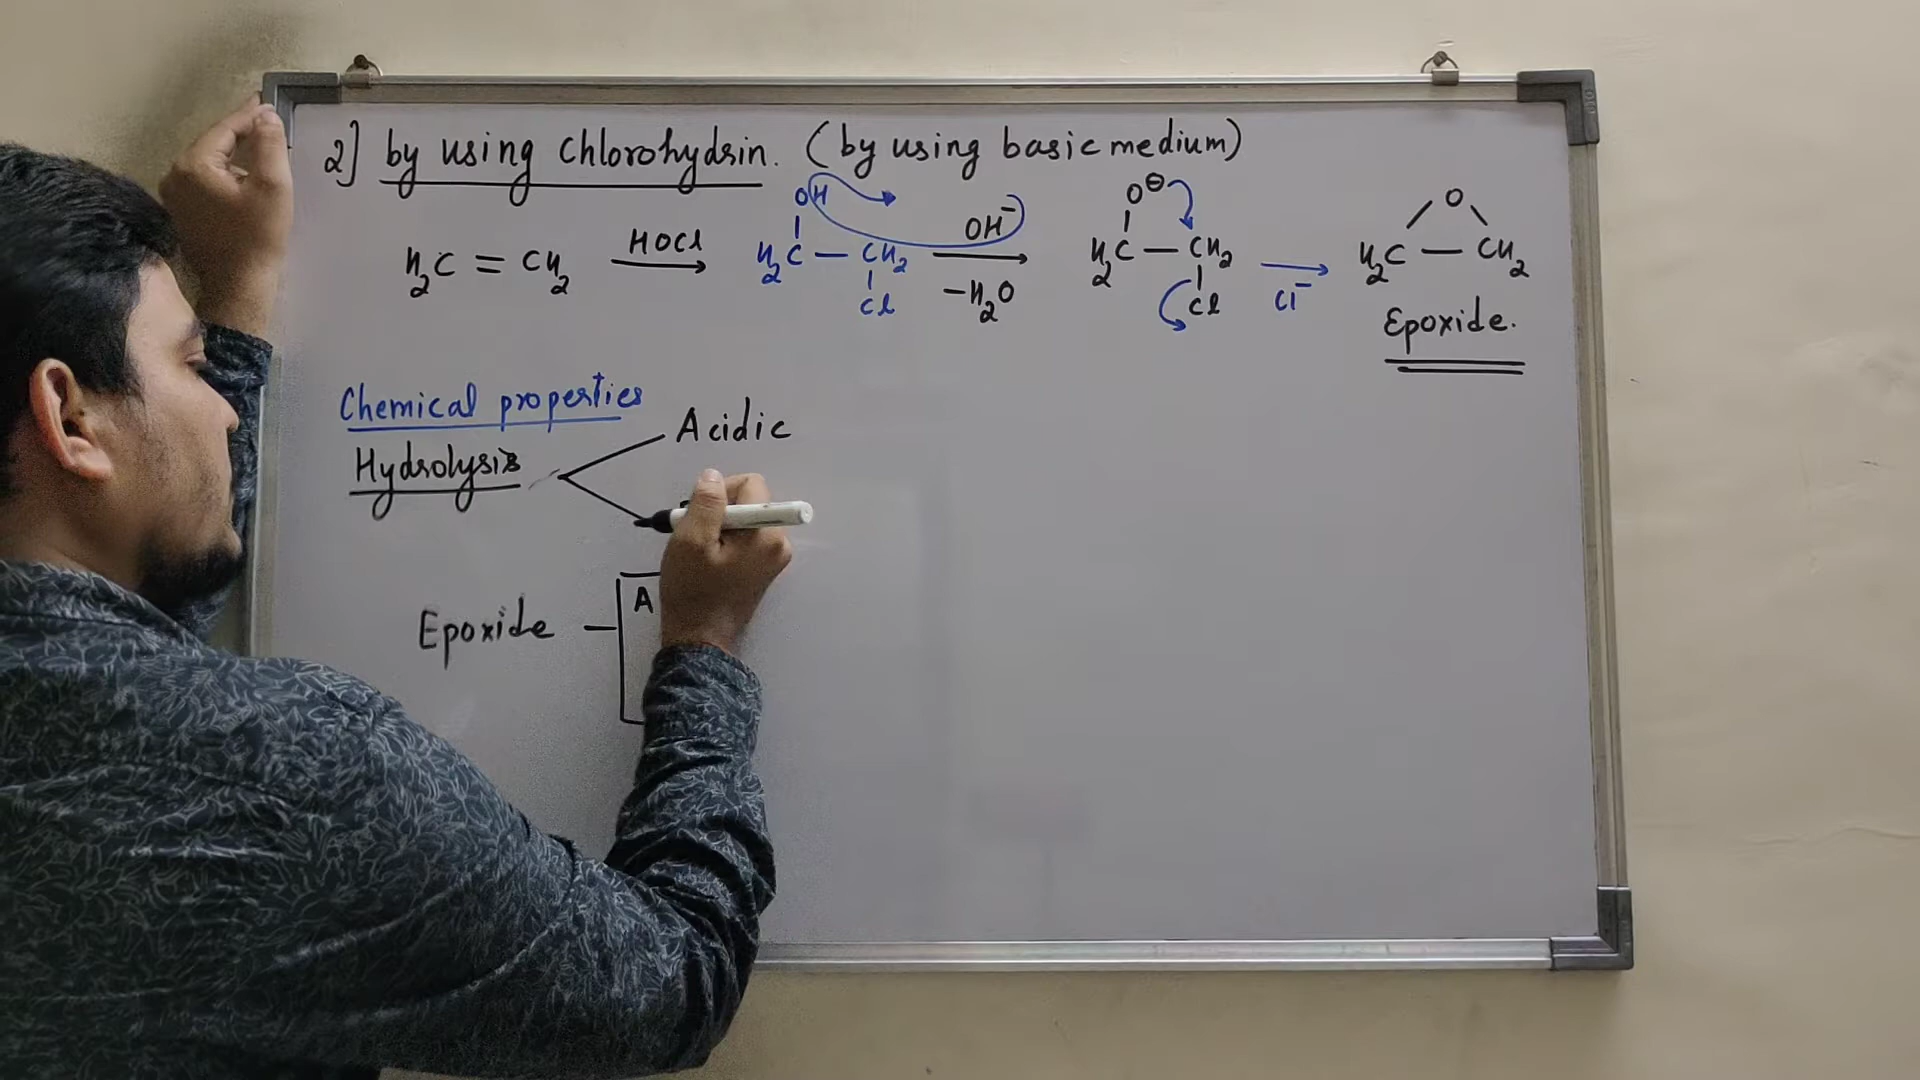 2] by using Chlorohydrin. (by using basic medium)
H2C = CH2 HOCl → OH H2C — CH2 Cl OH⁻ → −H2O O⊖ H2C — CH2 Cl → Cl⁻ O H2C — CH2
Epoxide.
Chemical properties
Hydrolysis Acidic
Epoxide — A